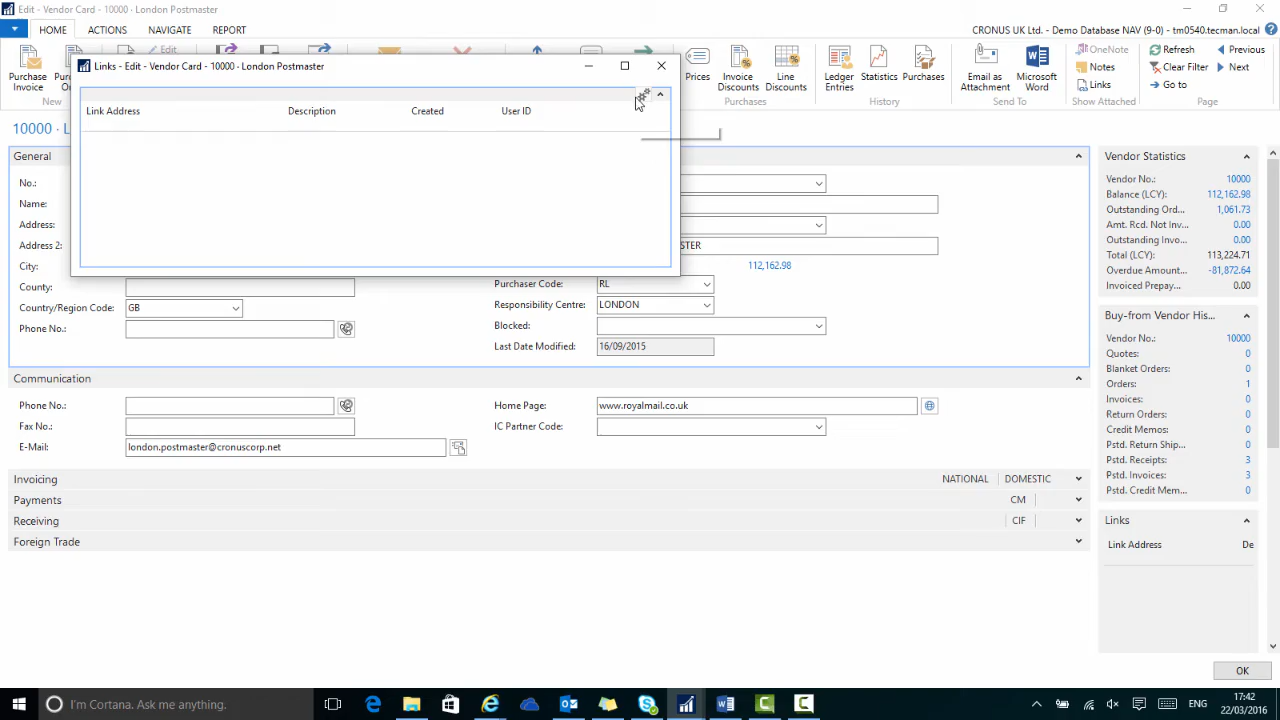 Edit - Vendor Card - 10000 · London Postmaster
HOME ACTIONS NAVIGATE REPORT
CRONUS UK Ltd. - Demo Database NAV (9-0) - tm0540.tecman.local
Edit
Purchase Invoice
New
Prices
Invoice Discounts
Line Discounts
Purchases
Ledger Entries
Statistics
Purchases
History
Email as Attachment
Microsoft Word
Send To
OneNote
Notes
Links
Show Attached
Refresh
Clear Filter
Go to
Previous
Next
Page
Links - Edit - Vendor Card - 10000 · London Postmaster
Link Address Description Created User ID
10000 · L
General
No.:
Name:
Address:
Address 2:
City:
County:
Country/Region Code: GB
Phone No.:
STER
112,162.98
Purchaser Code: RL
Responsibility Centre: LONDON
Blocked:
Last Date Modified: 16/09/2015
Communication
Phone No.:
Fax No.:
E-Mail: london.postmaster@cronuscorp.net
Home Page: www.royalmail.co.uk
IC Partner Code:
Invoicing NATIONAL DOMESTIC
Payments CM
Receiving CIF
Foreign Trade
Vendor Statistics
Vendor No.: 10000
Balance (LCY): 112,162.98
Outstanding Ord... 1,061.73
Amt. Rcd. Not Inv... 0.00
Outstanding Invo... 0.00
Total (LCY): 113,224.71
Overdue Amount... -81,872.64
Invoiced Prepay... 0.00
Buy-from Vendor His...
Vendor No.: 10000
Quotes: 0
Blanket Orders: 0
Orders: 1
Invoices: 0
Return Orders: 0
Credit Memos: 0
Pstd. Return Ship... 0
Pstd. Receipts: 3
Pstd. Invoices: 3
Pstd. Credit Mem... 0
Links
Link Address De
OK
I'm Cortana. Ask me anything.
ENG
17:42
22/03/2016